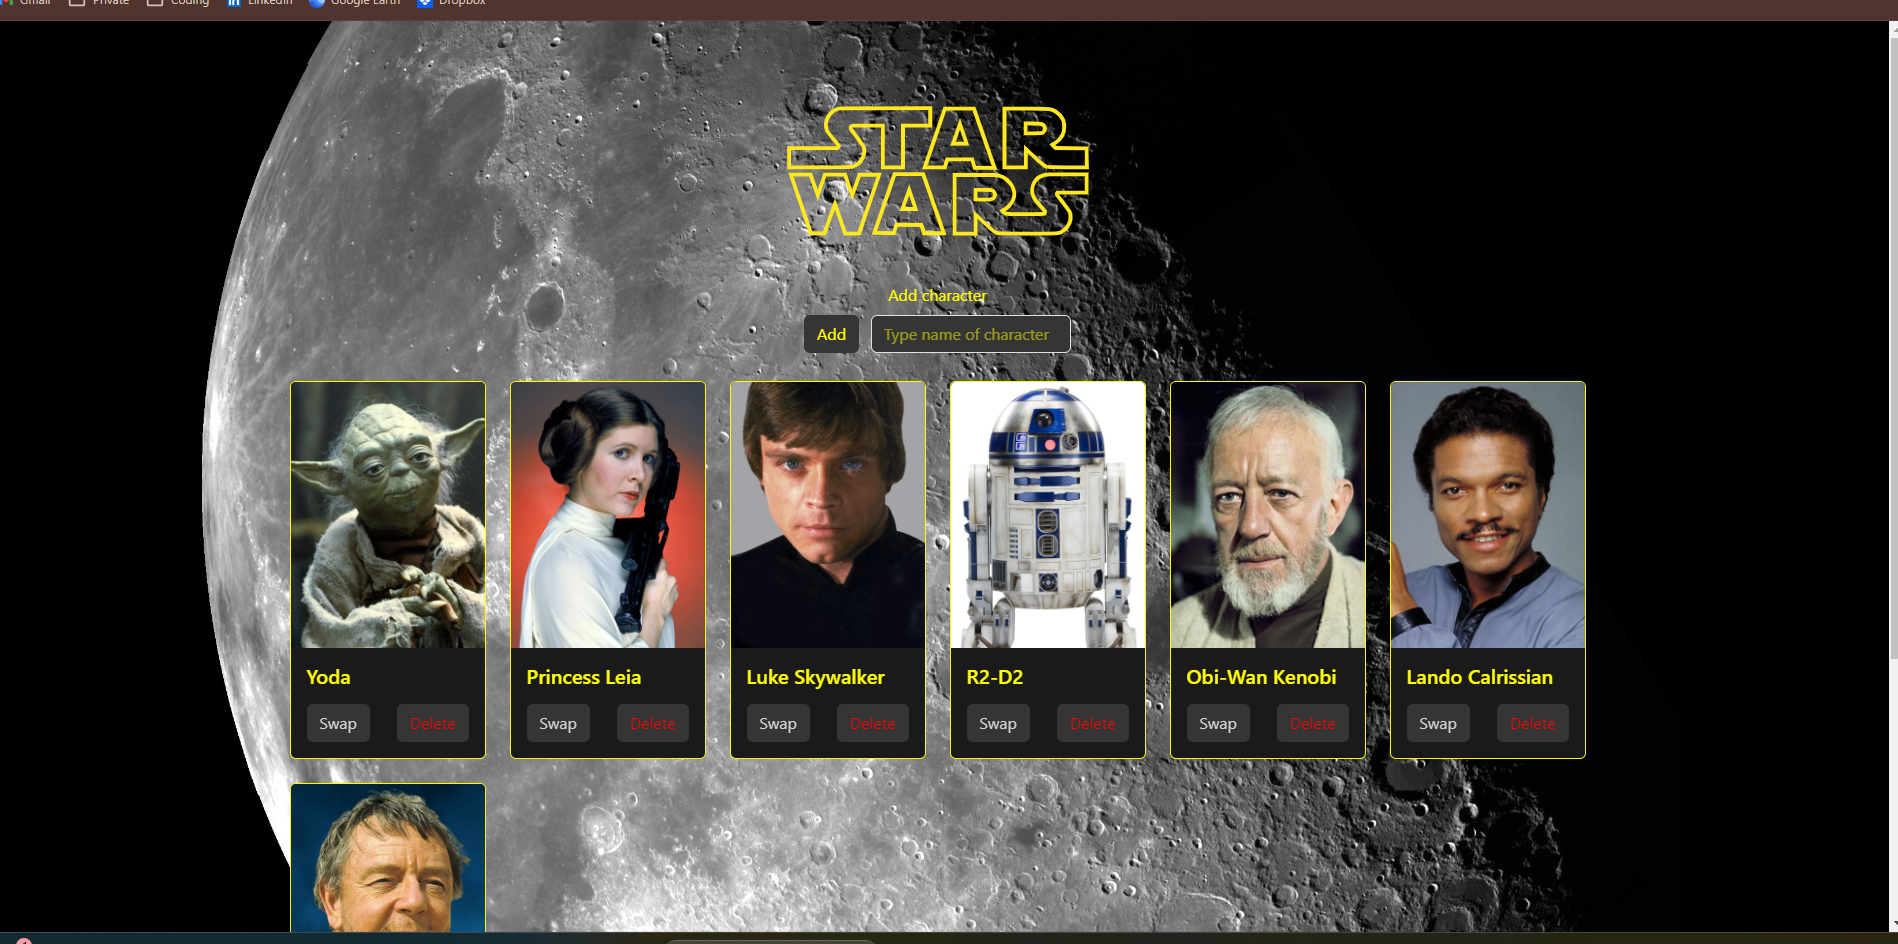 Gmail Private Coding LinkedIn Google Earth Dropbox
STAR
WARS
Add character
Add Type name of character
Yoda Princess Leia Luke Skywalker R2-D2 Obi-Wan Kenobi Lando Calrissian
Swap Delete Swap Delete Swap Delete Swap Delete Swap Delete Swap Delete